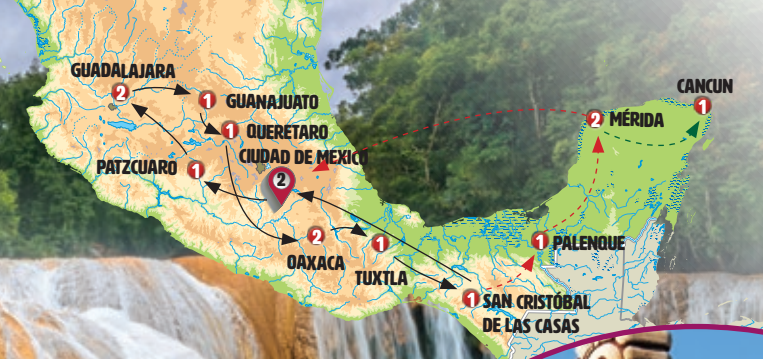 GUADALAJARA
2
1
GUANAJUATO
CANCUN
1
1
QUERETARO
2
MÉRIDA
PATZCUARO
1
CIUDAD DE MEXICO
2
2
OAXACA
1
TUXTLA
1
PALENQUE
1
SAN CRISTÓBAL
DE LAS CASAS